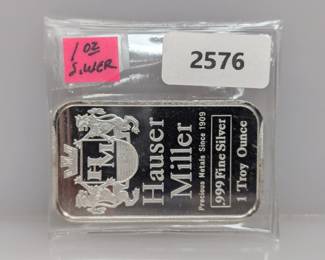 1 OZ
SILVER
2576
HM
Hauser
Miller
Precious Metals Since 1909
.999 Fine Silver
1 Troy Ounce